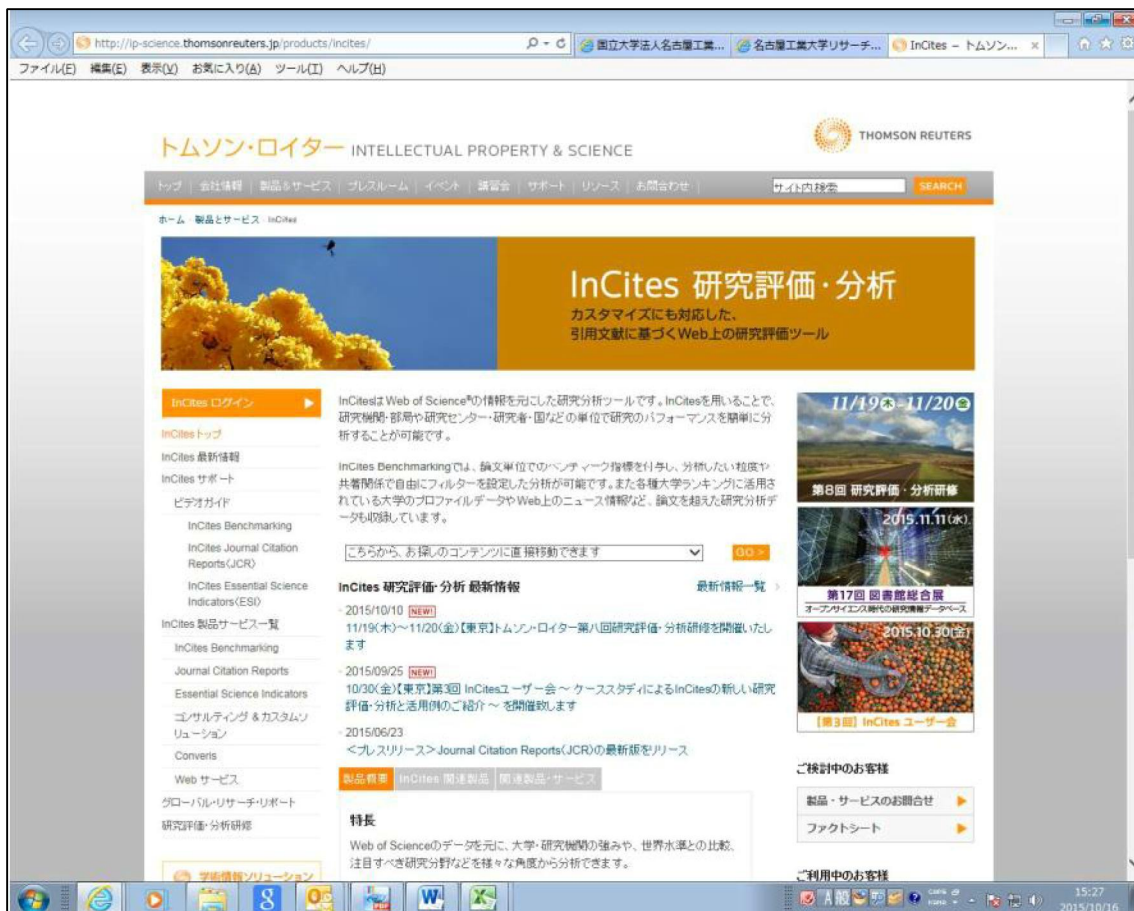 http://ip-science.thomsonreuters.jp/products/incites/
国立大学法人名古屋工業...
名古屋工業大学リサーチ...
InCites – トムソン...
ファイル(F) 編集(E) 表示(V) お気に入り(A) ツール(T) ヘルプ(H)
トムソン・ロイター INTELLECTUAL PROPERTY & SCIENCE
THOMSON REUTERS
トップ | 会社情報 | 製品&サービス | プレスルーム | イベント | 講習会 | サポート | リソース | お問合わせ
サイト内検索
SEARCH
ホーム 製品とサービス InCites
InCites 研究評価・分析
カスタマイズにも対応した、
引用文献に基づくWeb上の研究評価ツール
InCites ログイン
InCites トップ
InCites 最新情報
InCites サポート
ビデオガイド
InCites Benchmarking
InCites Journal Citation
Reports(JCR)
InCites Essential Science
Indicators(ESI)
InCites 製品サービス一覧
InCites Benchmarking
Journal Citation Reports
Essential Science Indicators
コンサルティング &カスタムソ
リューション
Converis
Web サービス
グローバル・リサーチ・リポート
研究評価・分析研修
学術情報ソリューション
InCitesはWeb of Science®の情報を元にした研究分析ツールです。InCitesを用いることで、
研究機関・部局や研究センター・研究者・国などの単位で研究のパフォーマンスを簡単に分
析することが可能です。
InCites Benchmarkingでは、論文単位でのベンチマーク指標を付与し、分析したい粒度や
共著関係で自由にフィルターを設定した分析が可能です。また各種大学ランキングに活用さ
れている大学のプロファイルデータやWeb上のニュース情報など、論文を超えた研究分析デ
ータも収録しています。
こちらから、お探しのコンテンツに直接移動できます
GO >
InCites 研究評価・分析 最新情報
最新情報一覧
2015/10/10 NEW!
11/19(木)～11/20(金)【東京】トムソン・ロイター第八回研究評価・分析研修を開催いたし
ます
2015/09/25 NEW!
10/30(金)【東京】第3回 InCitesユーザー会 ～ ケーススタディによるInCitesの新しい研究
評価・分析と活用例のご紹介 ～ を開催致します
2015/06/23
<プレスリリース>Journal Citation Reports(JCR)の最新版をリリース
製品概要 InCites 関連製品 関連製品・サービス
特長
Web of Scienceのデータを元に、大学・研究機関の強みや、世界水準との比較、
注目すべき研究分野などを様々な角度から分析できます。
11/19木-11/20金
第8回 研究評価・分析研修
2015.11.11(水)
第17回 図書館総合展
オープンサイエンス時代の研究情報データベース
2015.10.30(金)
【第3回】InCites ユーザー会
ご検討中のお客様
製品・サービスのお問合せ
ファクトシート
ご利用中のお客様
A 般
CAPS
KANA
15:27
2015/10/16